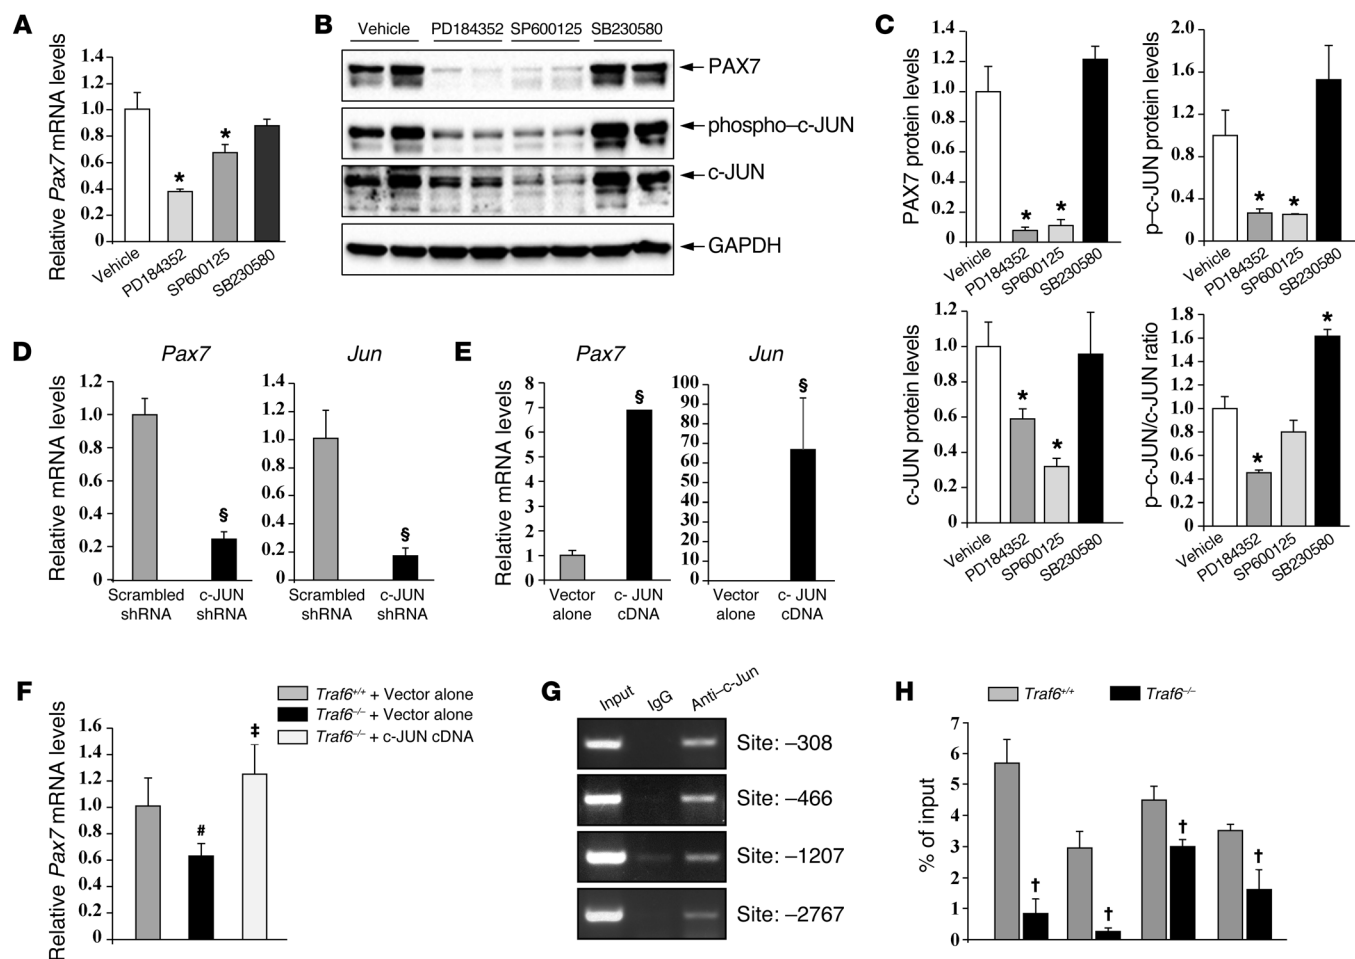 A
Relative Pax7 mRNA levels
1.4
1.2
1.0
0.8
0.6
0.4
0.2
0
*
*
Vehicle
PD184352
SP600125
SB230580
B
Vehicle PD184352 SP600125 SB230580
PAX7
phospho–c-JUN
c-JUN
GAPDH
C
PAX7 protein levels
1.4
1.2
1.0
0.8
0.6
0.4
0.2
0
*
*
Vehicle
PD184352
SP600125
SB230580
p–c-JUN protein levels
2.0
1.6
1.2
0.8
0.4
0
*
*
Vehicle
PD184352
SP600125
SB230580
c-JUN protein levels
1.2
1.0
0.8
0.6
0.4
0.2
0
*
*
Vehicle
PD184352
SP600125
SB230580
p–c-JUN/c-JUN ratio
1.8
1.6
1.4
1.2
1.0
0.8
0.6
0.4
0.2
0
*
*
Vehicle
PD184352
SP600125
SB230580
D
Pax7
Relative mRNA levels
1.2
1.0
0.8
0.6
0.4
0.2
0
§
Scrambled c-JUN
shRNA shRNA
Jun
1.4
1.2
1.0
0.8
0.6
0.4
0.2
0
§
Scrambled c-JUN
shRNA shRNA
E
Pax7
Relative mRNA levels
8
7
6
5
4
3
2
1
0
§
Vector c- JUN
alone cDNA
Jun
100
90
80
70
60
50
40
30
20
10
0
§
Vector c- JUN
alone cDNA
F
Traf6+/+ + Vector alone
Traf6–/– + Vector alone
Traf6–/– + c-JUN cDNA
Relative Pax7 mRNA levels
1.6
1.4
1.2
1.0
0.8
0.6
0.4
0.2
0
#
‡
G
Input IgG Anti–c-Jun
Site: –308
Site: –466
Site: –1207
Site: –2767
H
Traf6+/+ Traf6–/–
% of input
7
6
5
4
3
2
1
0
†
†
†
†